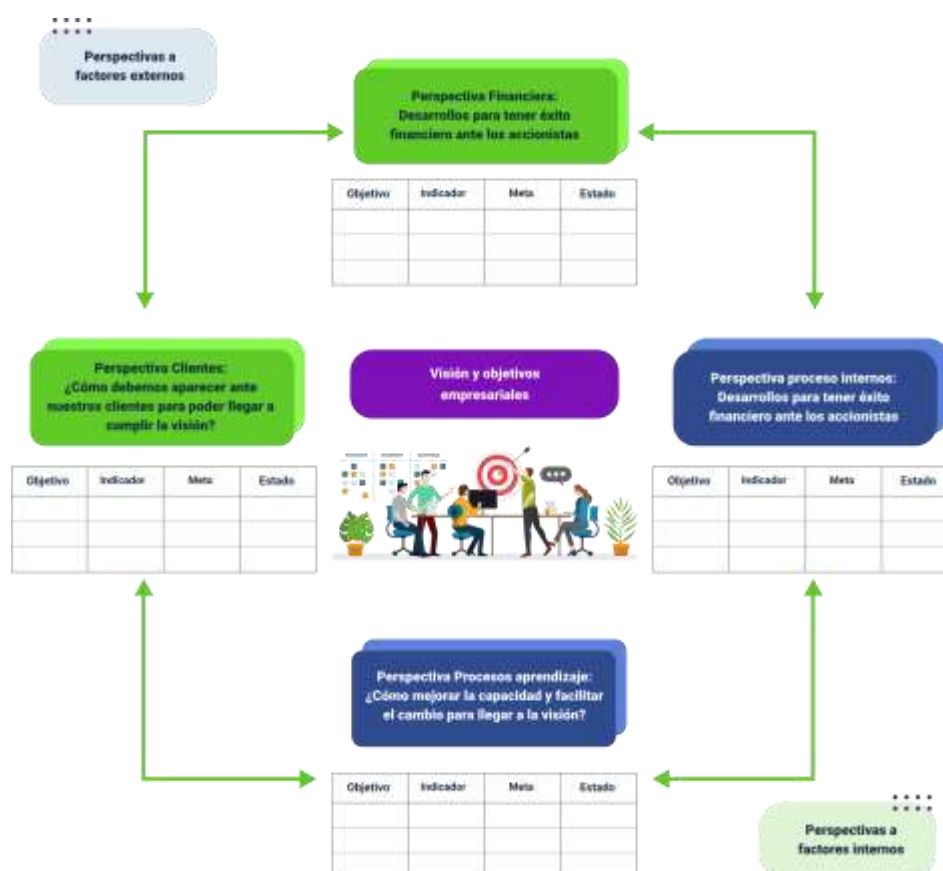 Perspectivas a
factores externos
Perspectiva Financiera:
Desarrollos para tener éxito
financiero ante los accionistas
Objetivo Indicador Meta Estado
Perspectiva Clientes:
¿Cómo debemos aparecer ante
nuestros clientes para poder llegar a
cumplir la visión?
Objetivo Indicador Meta Estado
Visión y objetivos
empresariales
Perspectiva proceso internos:
Desarrollos para tener éxito
financiero ante los accionistas
Objetivo Indicador Meta Estado
Perspectiva Procesos aprendizaje:
¿Cómo mejorar la capacidad y facilitar
el cambio para llegar a la visión?
Objetivo Indicador Meta Estado
Perspectivas a
factores internos